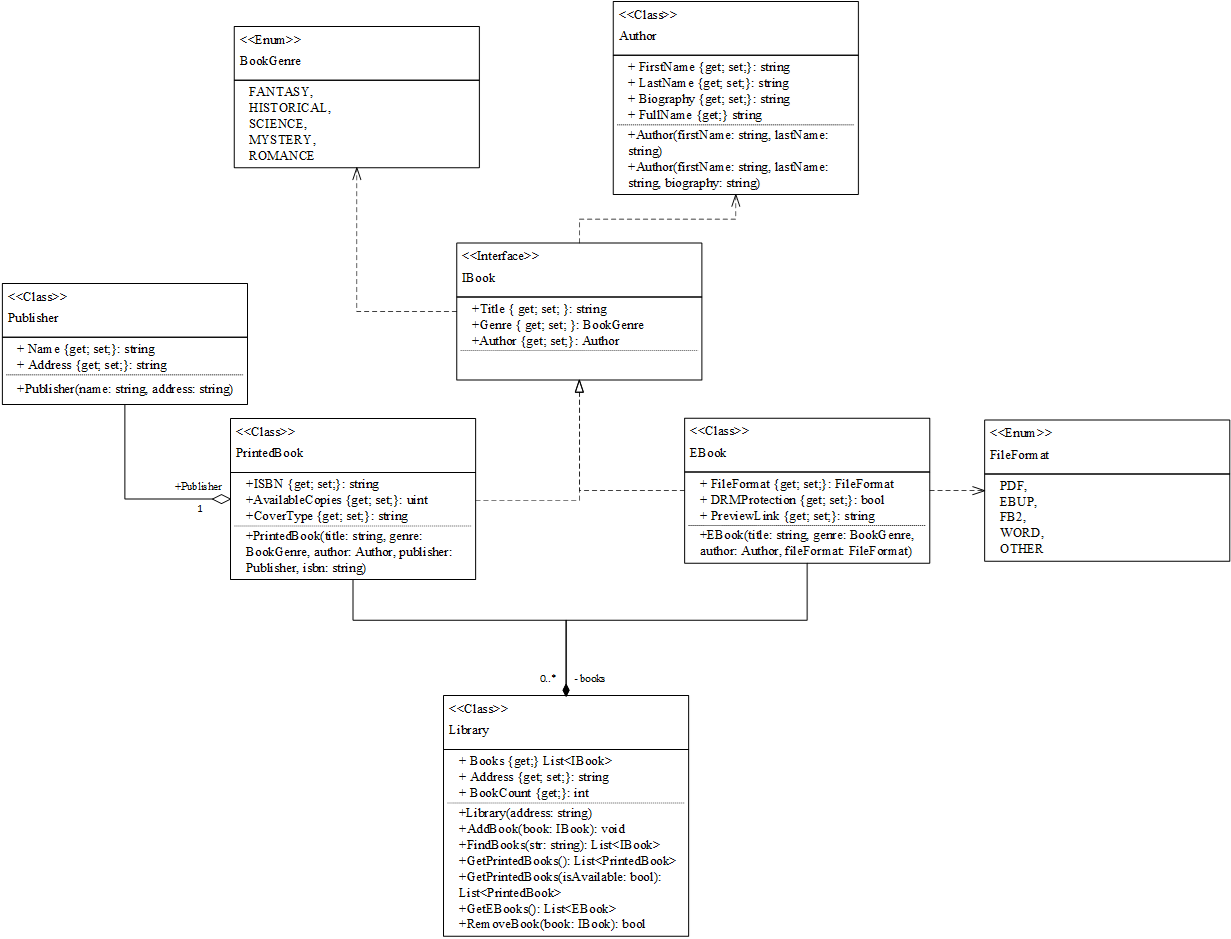 <<Enum>>
BookGenre
FANTASY,
HISTORICAL,
SCIENCE,
MYSTERY,
ROMANCE
<<Class>>
Author
+ FirstName {get; set;}: string
+ LastName {get; set;}: string
+ Biography {get; set;}: string
+ FullName {get;} string
+Author(firstName: string, lastName:
string)
+Author(firstName: string, lastName:
string, biography: string)
<<Interface>>
IBook
+Title { get; set; }: string
+Genre { get; set; }: BookGenre
+Author {get; set;}: Author
<<Class>>
Publisher
+ Name {get; set;}: string
+ Address {get; set;}: string
+Publisher(name: string, address: string)
+Publisher
1
<<Class>>
PrintedBook
+ISBN {get; set;}: string
+AvailableCopies {get; set;}: uint
+CoverType {get; set;}: string
+PrintedBook(title: string, genre:
BookGenre, author: Author, publisher:
Publisher, isbn: string)
<<Class>>
EBook
+ FileFormat {get; set;}: FileFormat
+ DRMProtection {get; set;}: bool
+ PreviewLink {get; set;}: string
+EBook(title: string, genre: BookGenre,
author: Author, fileFormat: FileFormat)
<<Enum>>
FileFormat
PDF,
EBUP,
FB2,
WORD,
OTHER
0..*
- books
<<Class>>
Library
+ Books {get;} List<IBook>
+ Address {get; set;}: string
+ BookCount {get;}: int
+Library(address: string)
+AddBook(book: IBook): void
+FindBooks(str: string): List<IBook>
+GetPrintedBooks(): List<PrintedBook>
+GetPrintedBooks(isAvailable: bool):
List<PrintedBook>
+GetEBooks(): List<EBook>
+RemoveBook(book: IBook): bool